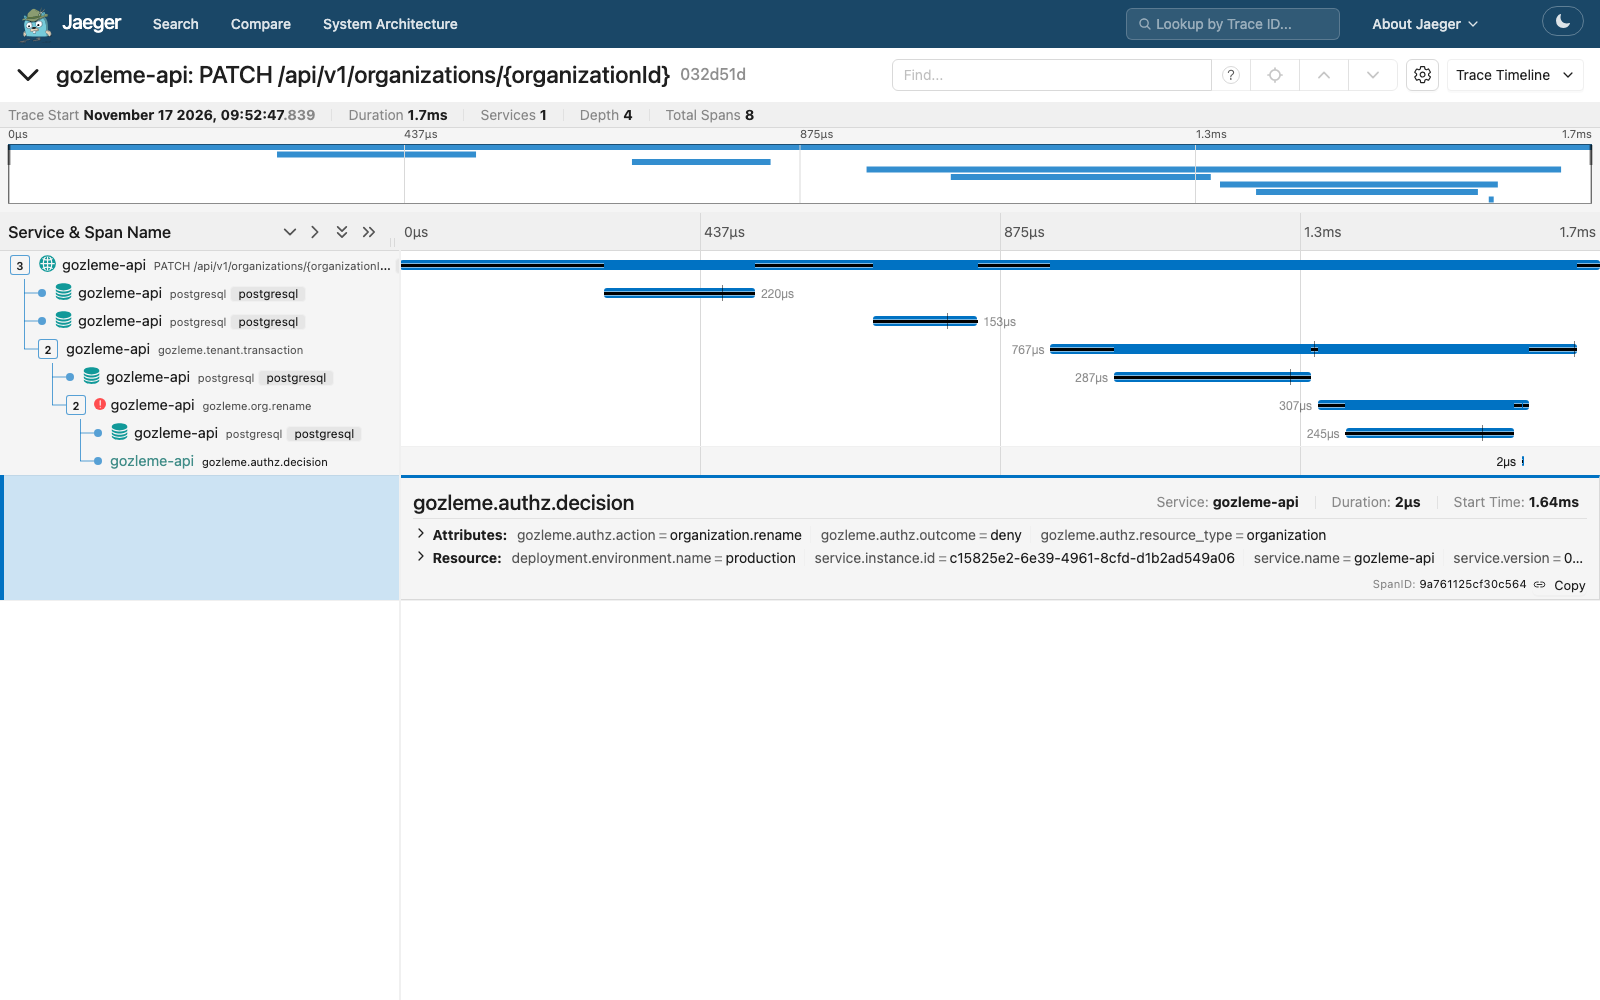 Jaeger Search Compare System Architecture Lookup by Trace ID... About Jaeger
gozleme-api: PATCH /api/v1/organizations/{organizationId} 032d51d Find... ? Trace Timeline
Trace Start November 17 2026, 09:52:47.839 Duration 1.7ms Services 1 Depth 4 Total Spans 8
0μs 437μs 875μs 1.3ms 1.7ms
Service & Span Name 0μs 437μs 875μs 1.3ms 1.7ms
3 gozleme-api PATCH /api/v1/organizations/{organizationI...
gozleme-api postgresql postgresql 220μs
gozleme-api postgresql postgresql 153μs
2 gozleme-api gozleme.tenant.transaction 767μs
gozleme-api postgresql postgresql 287μs
2 gozleme-api gozleme.org.rename 307μs
gozleme-api postgresql postgresql 245μs
gozleme-api gozleme.authz.decision 2μs
gozleme.authz.decision Service: gozleme-api Duration: 2μs Start Time: 1.64ms
Attributes: gozleme.authz.action = organization.rename gozleme.authz.outcome = deny gozleme.authz.resource_type = organization
Resource: deployment.environment.name = production service.instance.id = c15825e2-6e39-4961-8cfd-d1b2ad549a06 service.name = gozleme-api service.version = 0...
SpanID: 9a761125cf30c564 Copy